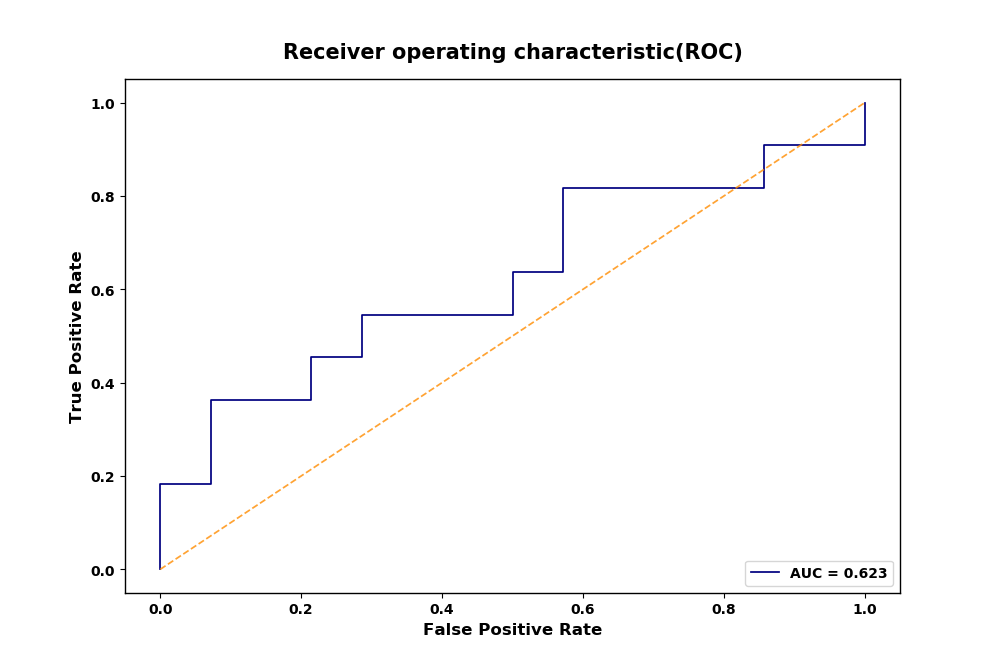 Receiver operating characteristic(ROC)
True Positive Rate
1.0
0.8
0.6
0.4
0.2
0.0
AUC = 0.623
0.0 0.2 0.4 0.6 0.8 1.0
False Positive Rate